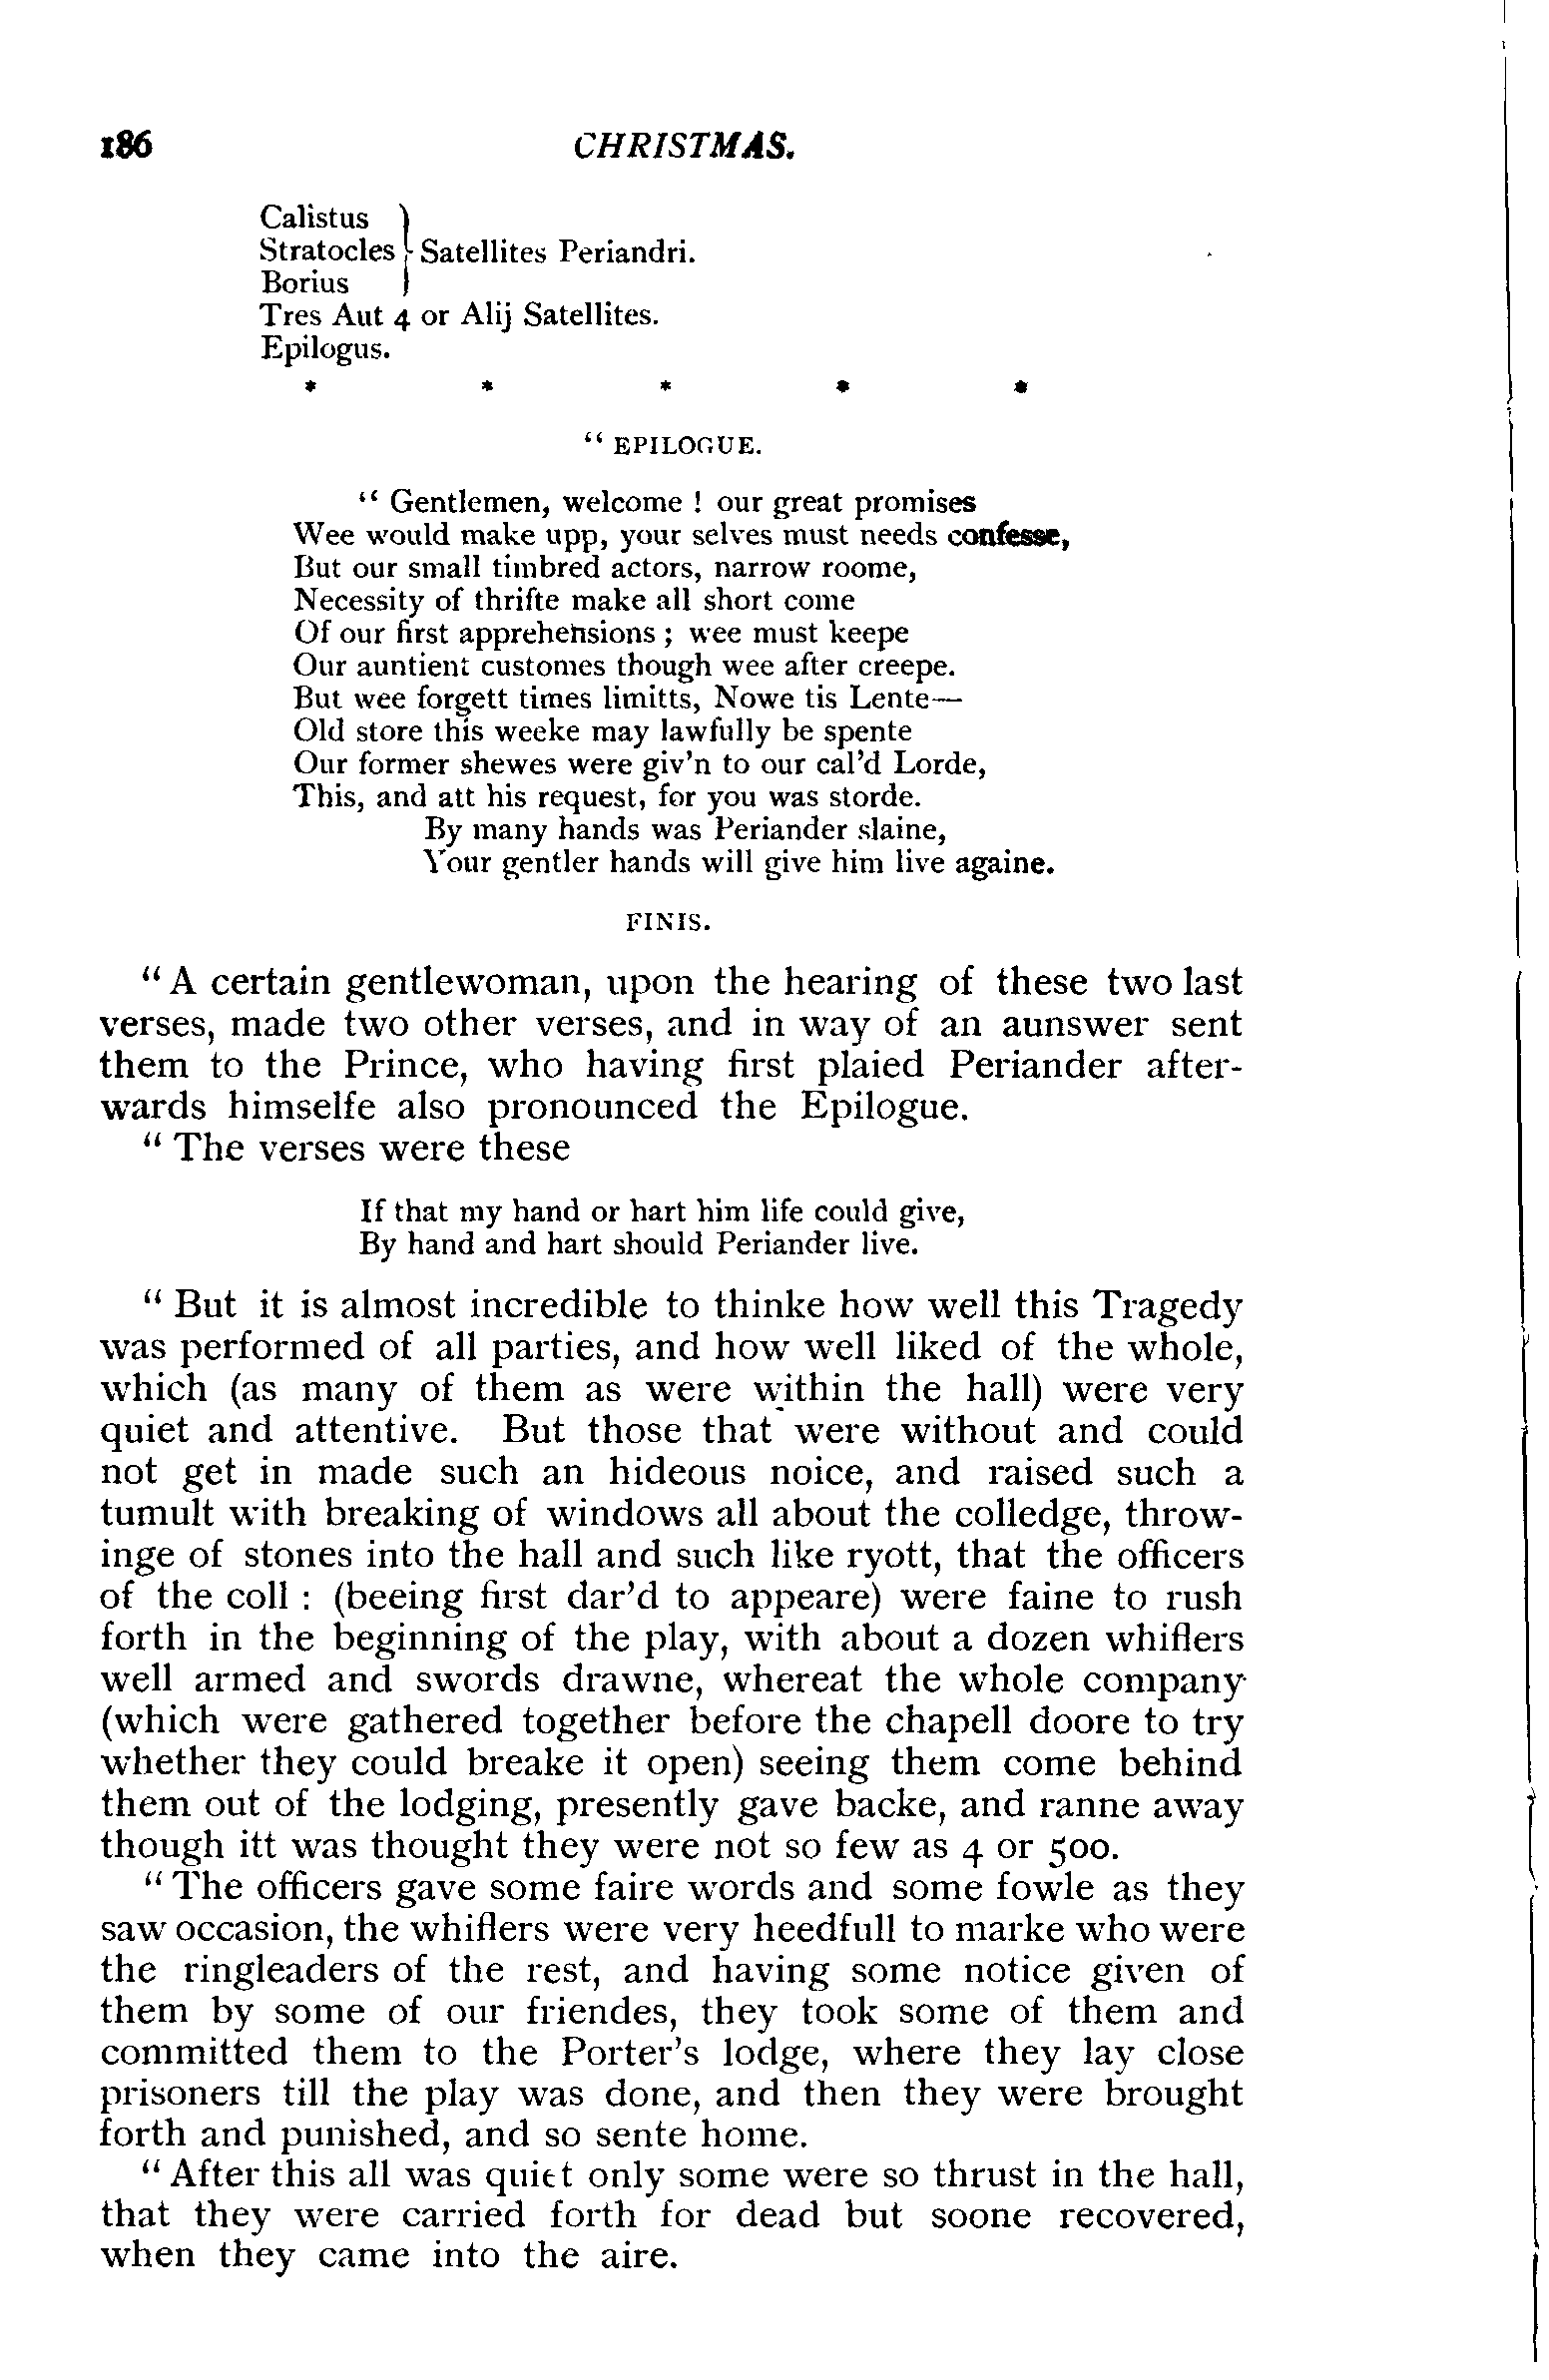 186 CHRISTMAS.
Calistus
Stratocles } Satellites Periandri.
Borius
Tres Aut 4 or Alij Satellites.
Epilogus.
* * * * *
“ EPILOGUE.
“ Gentlemen, welcome ! our great promises
Wee would make upp, your selves must needs confesse,
But our small timbred actors, narrow roome,
Necessity of thrifte make all short come
Of our first apprehensions ; wee must keepe
Our auntient customes though wee after creepe.
But wee forgett times limitts, Nowe tis Lente—
Old store this weeke may lawfully be spente
Our former shewes were giv’n to our cal’d Lorde,
This, and att his request, for you was storde.
By many hands was Periander slaine,
Your gentler hands will give him live againe.
FINIS.
“ A certain gentlewoman, upon the hearing of these two last
verses, made two other verses, and in way of an aunswer sent
them to the Prince, who having first plaied Periander after-
wards himselfe also pronounced the Epilogue.
“ The verses were these
If that my hand or hart him life could give,
By hand and hart should Periander live.
“ But it is almost incredible to thinke how well this Tragedy
was performed of all parties, and how well liked of the whole,
which (as many of them as were within the hall) were very
quiet and attentive. But those that were without and could
not get in made such an hideous noice, and raised such a
tumult with breaking of windows all about the colledge, throw-
inge of stones into the hall and such like ryott, that the officers
of the coll : (beeing first dar’d to appeare) were faine to rush
forth in the beginning of the play, with about a dozen whiflers
well armed and swords drawne, whereat the whole company
(which were gathered together before the chapell doore to try
whether they could breake it open) seeing them come behind
them out of the lodging, presently gave backe, and ranne away
though itt was thought they were not so few as 4 or 500.
“ The officers gave some faire words and some fowle as they
saw occasion, the whiflers were very heedfull to marke who were
the ringleaders of the rest, and having some notice given of
them by some of our friendes, they took some of them and
committed them to the Porter’s lodge, where they lay close
prisoners till the play was done, and then they were brought
forth and punished, and so sente home.
“ After this all was quiet only some were so thrust in the hall,
that they were carried forth for dead but soone recovered,
when they came into the aire.